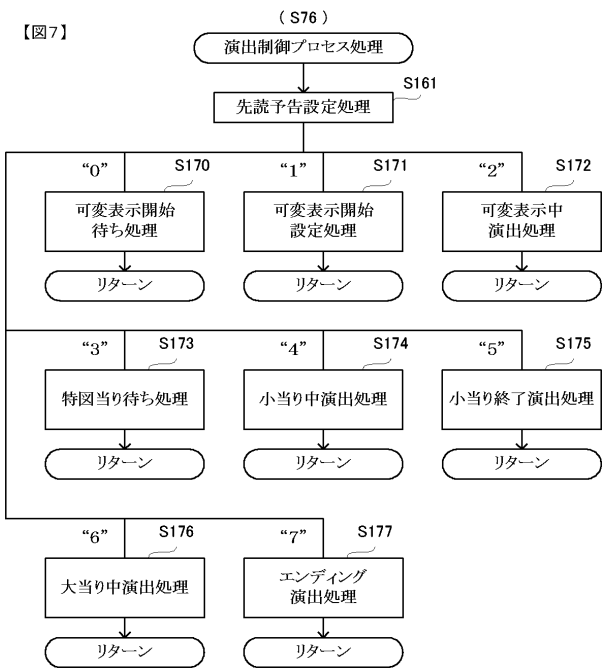 【図7】
（S76）
演出制御プロセス処理
S161
先読予告設定処理
“0”
S170
可変表示開始
待ち処理
リターン
“1”
S171
可変表示開始
設定処理
リターン
“2”
S172
可変表示中
演出処理
リターン
“3”
S173
特図当り待ち処理
リターン
“4”
S174
小当り中演出処理
リターン
“5”
S175
小当り終了演出処理
リターン
“6”
S176
大当り中演出処理
リターン
“7”
S177
エンディング
演出処理
リターン